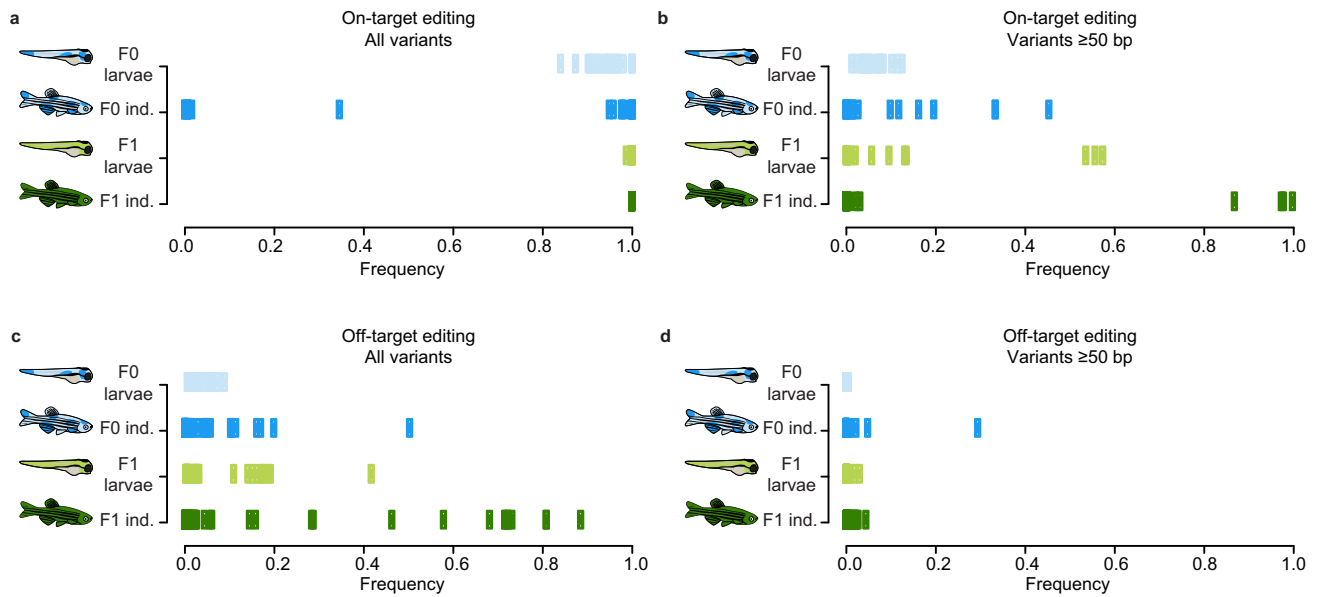 a
On-target editing
All variants
F0
larvae
F0 ind.
F1
larvae
F1 ind.
0.0 0.2 0.4 0.6 0.8 1.0
Frequency
b
On-target editing
Variants ≥50 bp
F0
larvae
F0 ind.
F1
larvae
F1 ind.
0.0 0.2 0.4 0.6 0.8 1.0
Frequency
c
Off-target editing
All variants
F0
larvae
F0 ind.
F1
larvae
F1 ind.
0.0 0.2 0.4 0.6 0.8 1.0
Frequency
d
Off-target editing
Variants ≥50 bp
F0
larvae
F0 ind.
F1
larvae
F1 ind.
0.0 0.2 0.4 0.6 0.8 1.0
Frequency